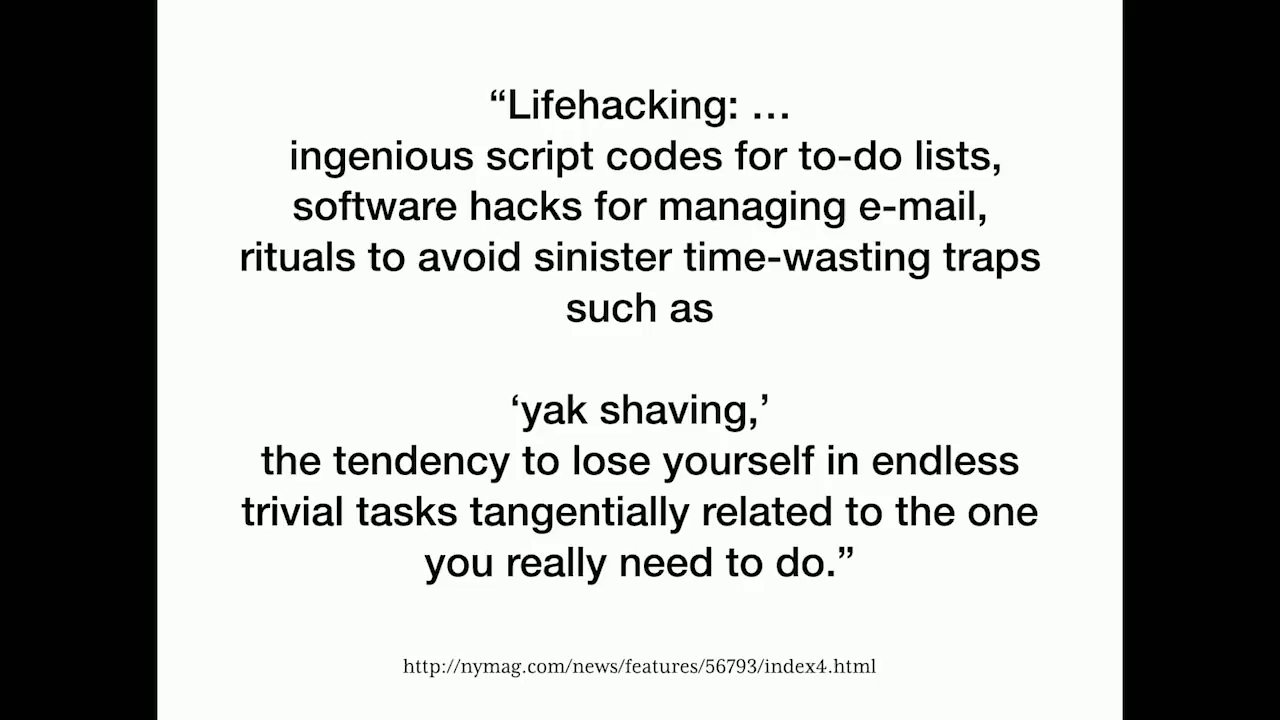 “Lifehacking: …
ingenious script codes for to-do lists,
software hacks for managing e-mail,
rituals to avoid sinister time-wasting traps
such as
‘yak shaving,’
the tendency to lose yourself in endless
trivial tasks tangentially related to the one
you really need to do.”
http://nymag.com/news/features/56793/index4.html